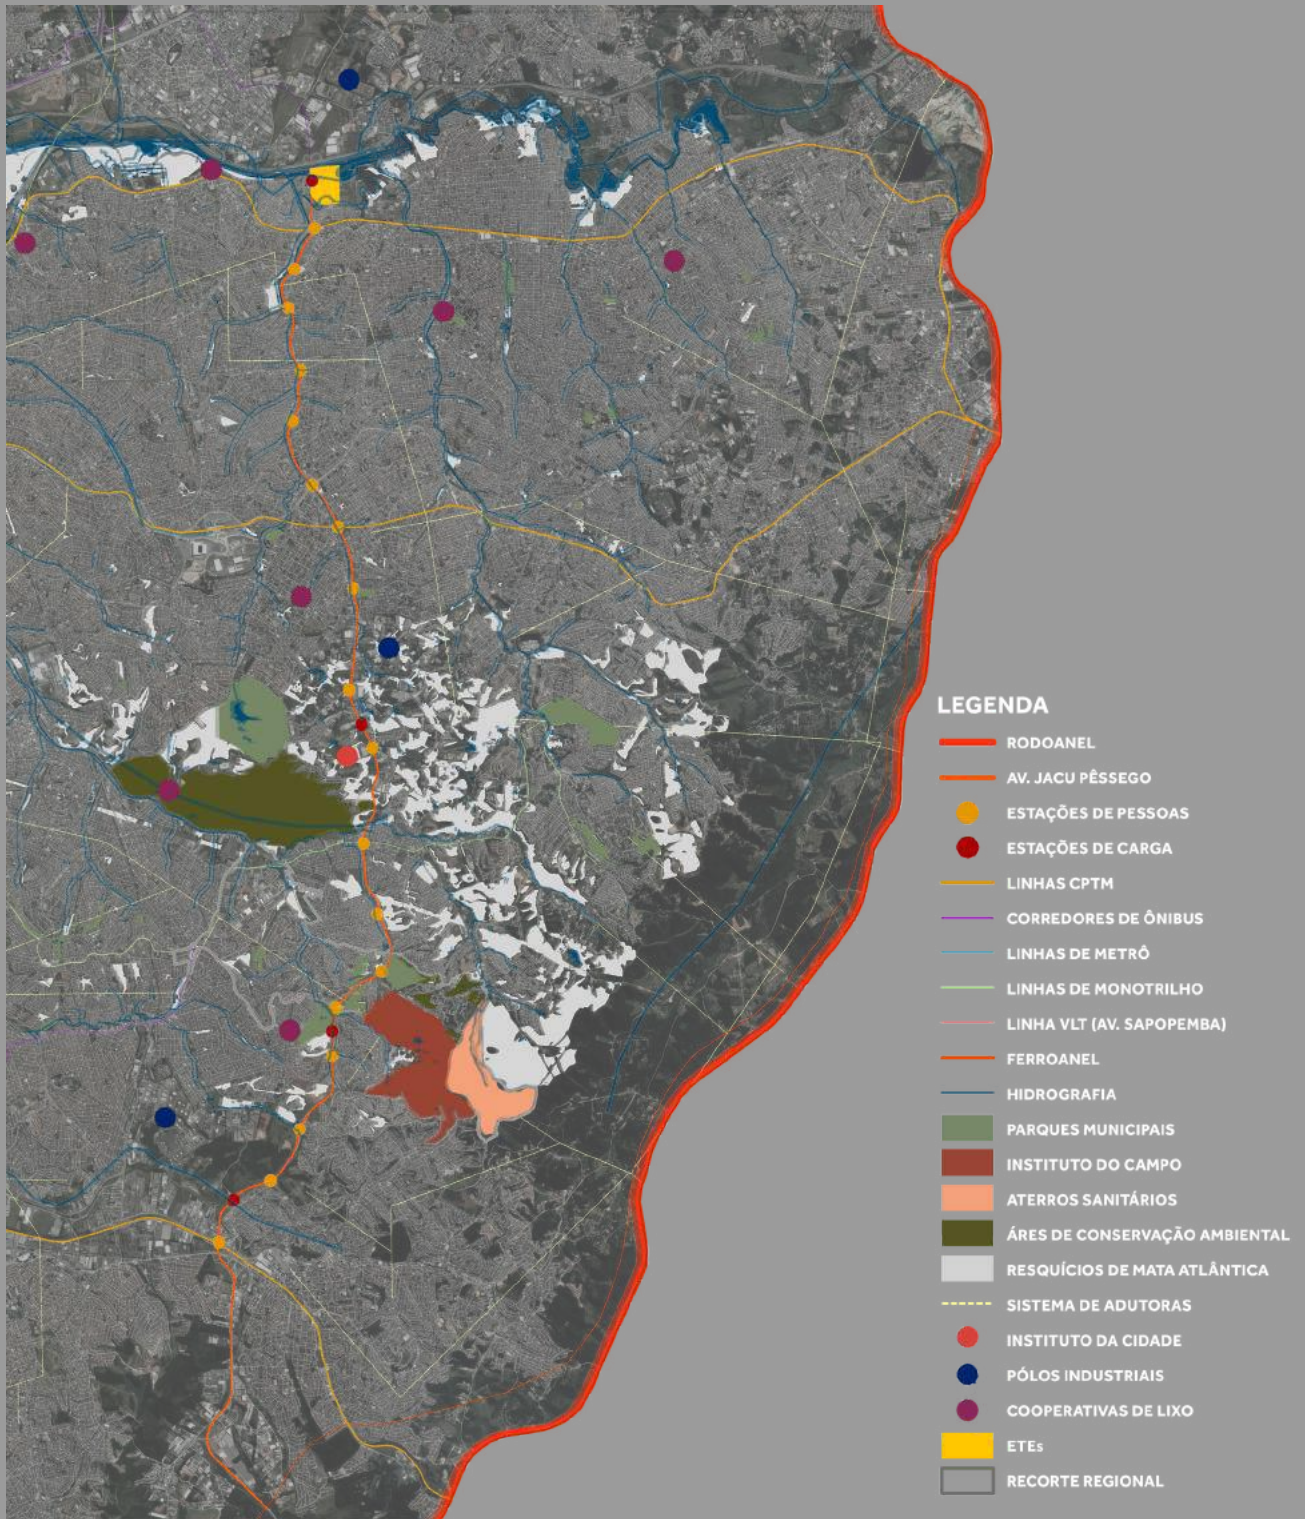 LEGENDA
RODOANEL
AV. JACU PÊSSEGO
ESTAÇÕES DE PESSOAS
ESTAÇÕES DE CARGA
LINHAS CPTM
CORREDORES DE ÔNIBUS
LINHAS DE METRÔ
LINHAS DE MONOTRILHO
LINHA VLT (AV. SAPOPEMBA)
FERROANEL
HIDROGRAFIA
PARQUES MUNICIPAIS
INSTITUTO DO CAMPO
ATERROS SANITÁRIOS
ÁRES DE CONSERVAÇÃO AMBIENTAL
RESQUÍCIOS DE MATA ATLÂNTICA
SISTEMA DE ADUTORAS
INSTITUTO DA CIDADE
PÓLOS INDUSTRIAIS
COOPERATIVAS DE LIXO
ETEs
RECORTE REGIONAL